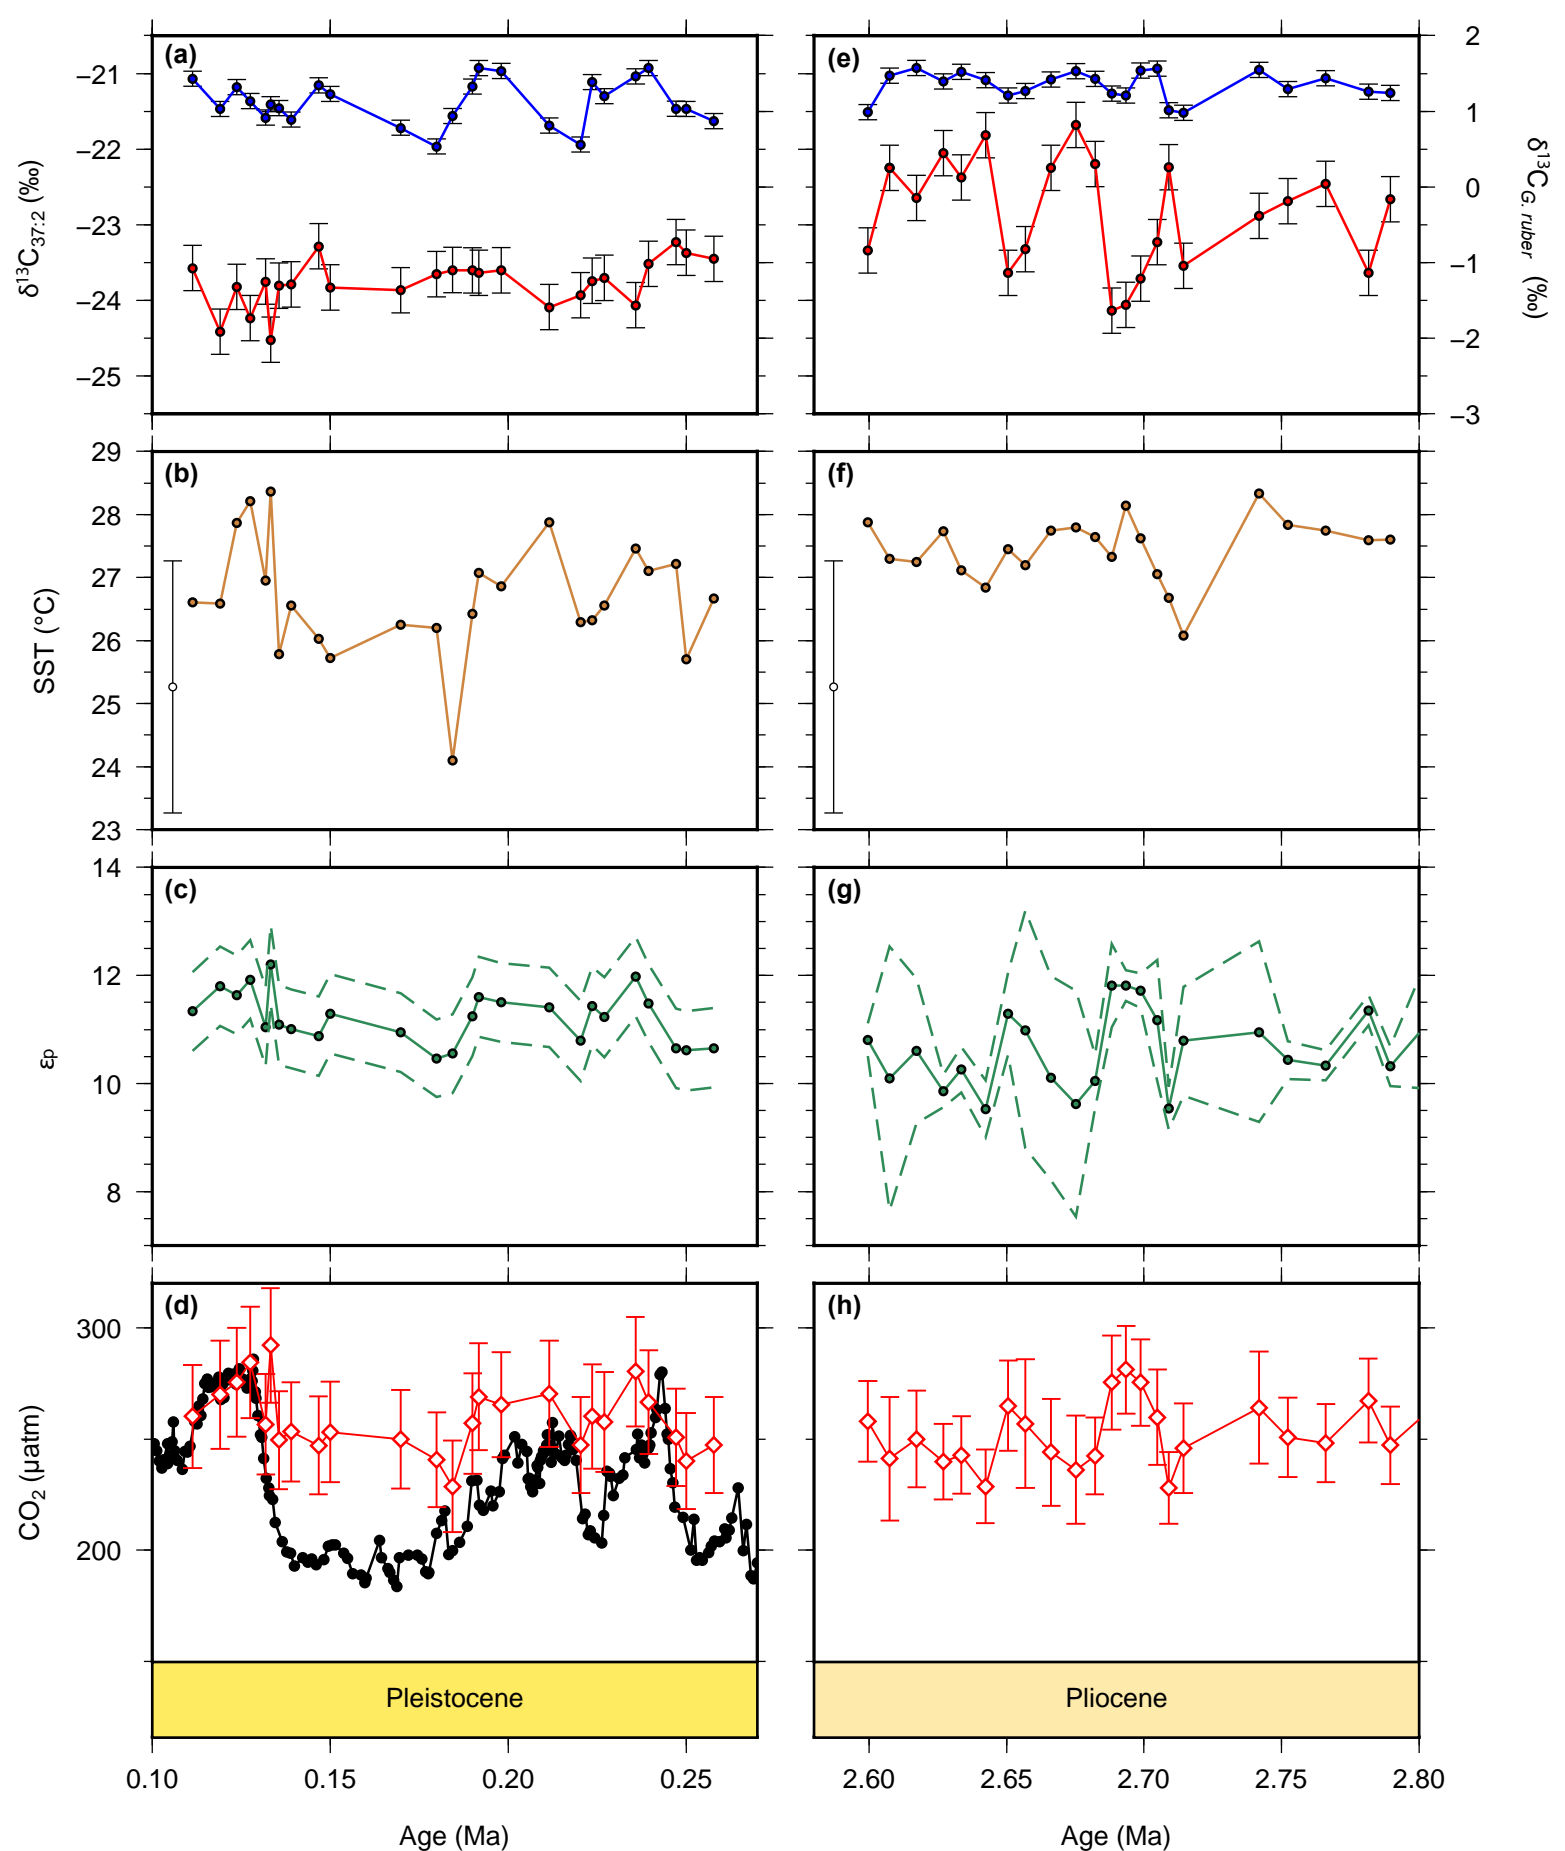 (a)
−21
−22
−23
−24
−25
δ13C37:2 (‰)
(e)
2
1
0
−1
−2
−3
δ13CG. ruber (‰)
(b)
29
28
27
26
25
24
23
SST (°C)
(f)
(c)
14
12
10
8
εp
(g)
(d)
300
200
CO2 (μatm)
(h)
Pleistocene
Pliocene
0.10 0.15 0.20 0.25
2.60 2.65 2.70 2.75 2.80
Age (Ma)
Age (Ma)